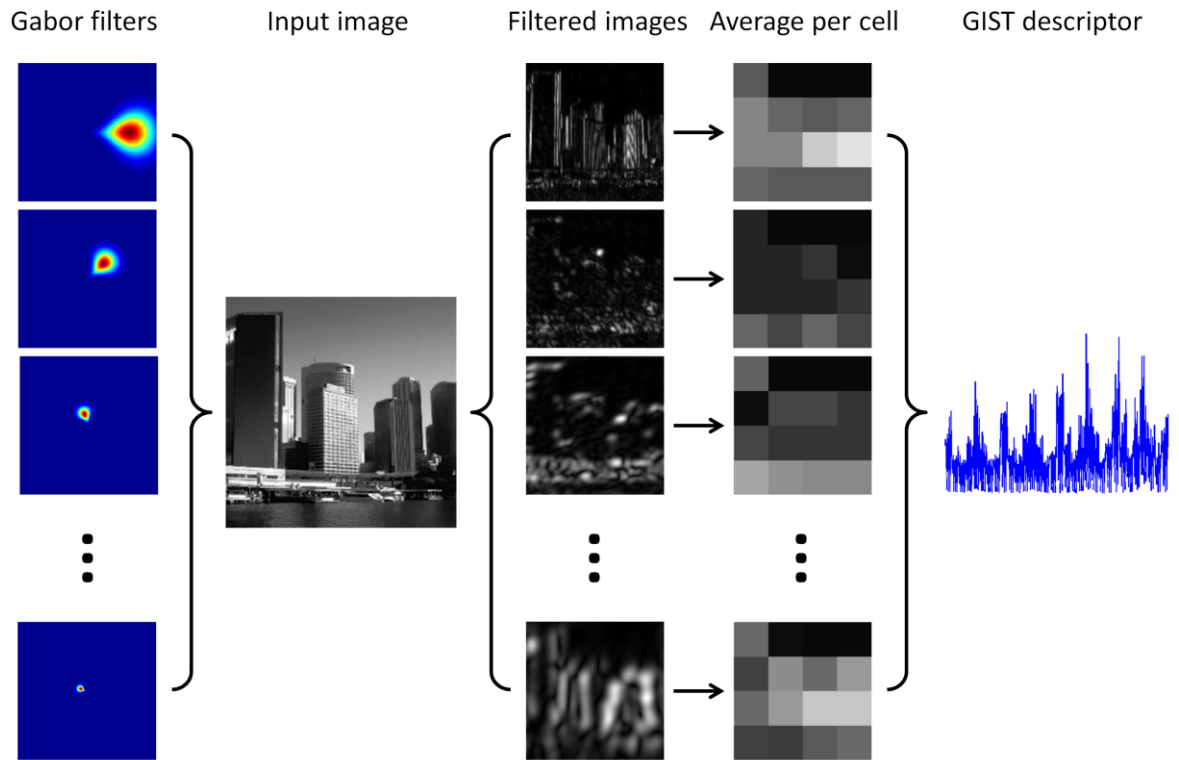 Gabor filters
Input image
Filtered images
Average per cell
GIST descriptor